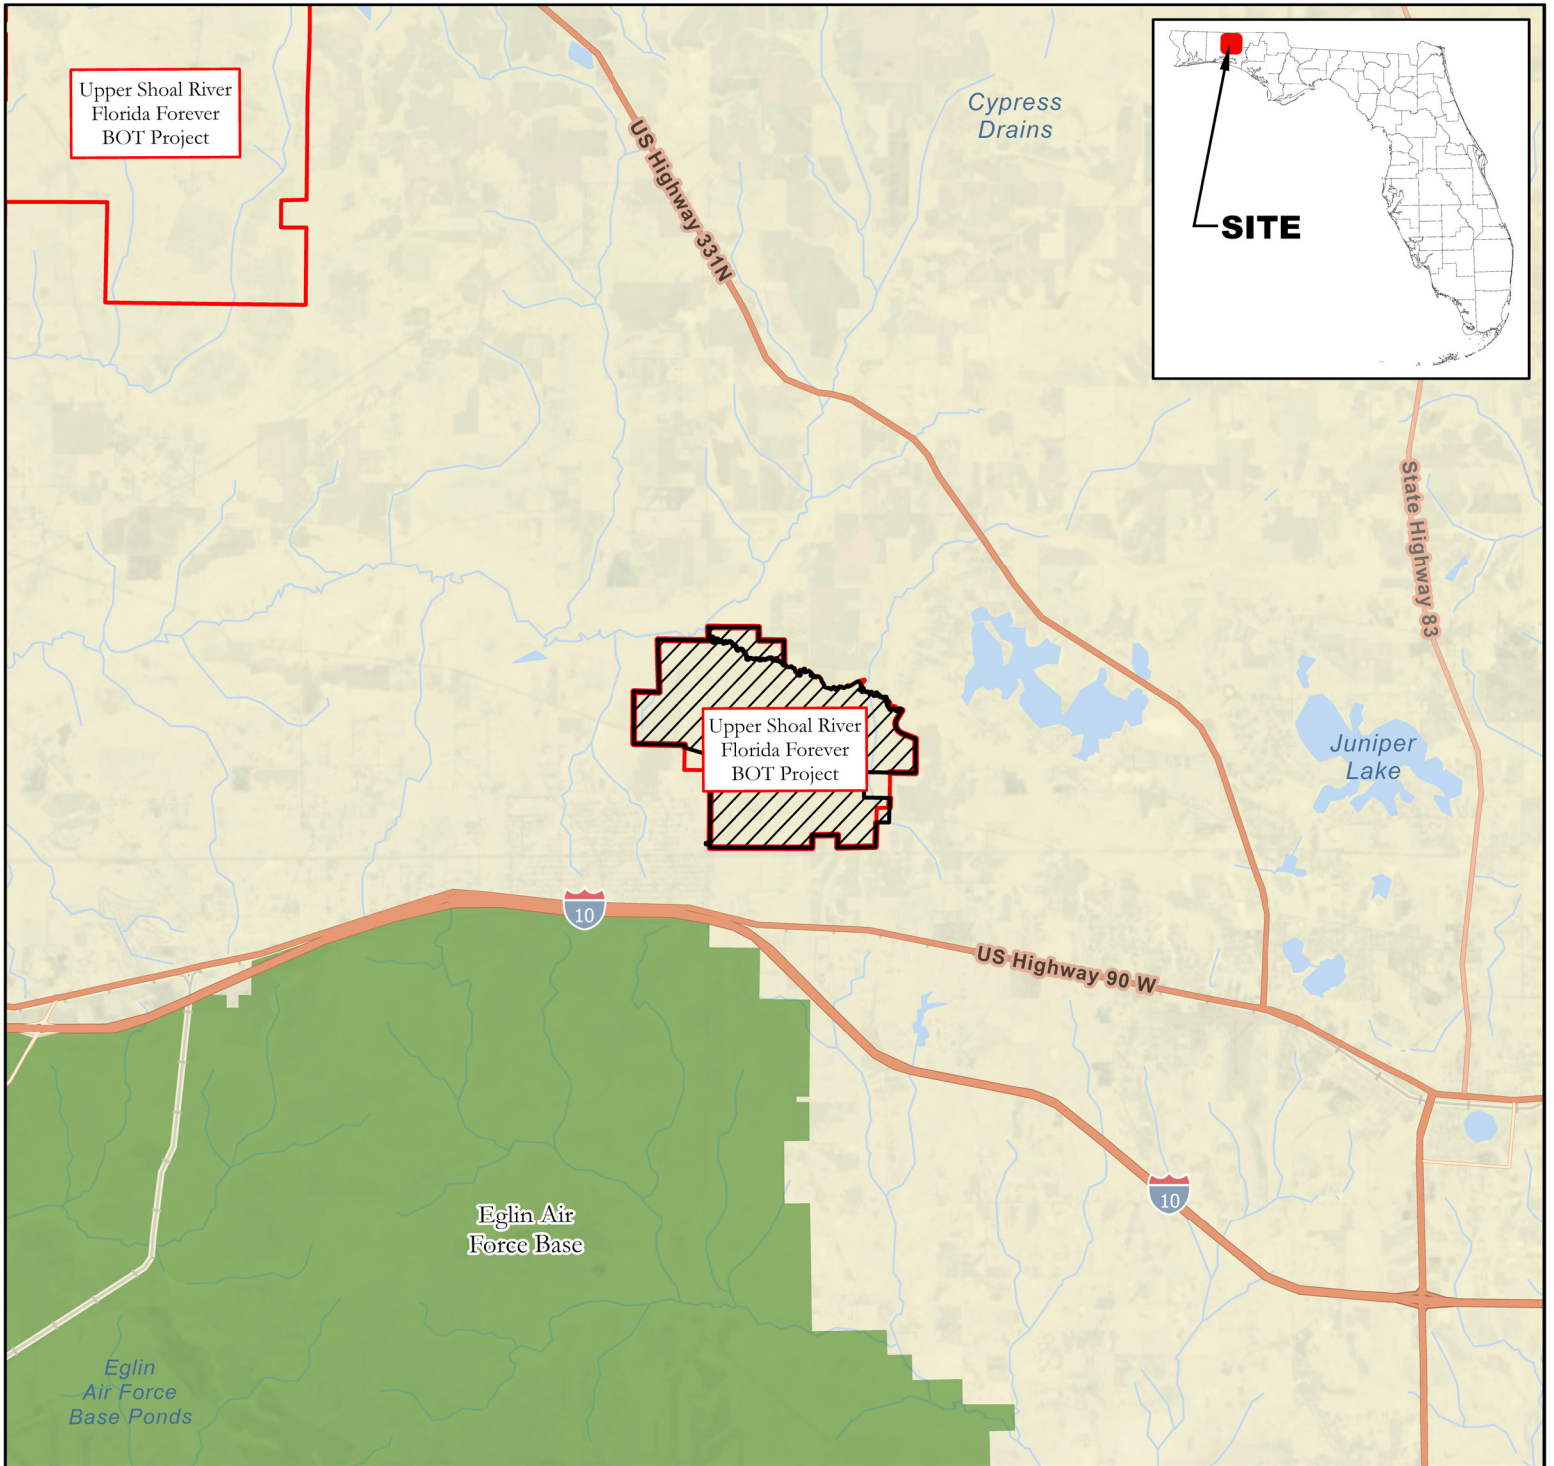 Upper Shoal River
Florida Forever
BOT Project
US Highway 331N
Cypress
Drains
SITE
State Highway 83
Upper Shoal River
Florida Forever
BOT Project
Juniper
Lake
10
US Highway 90 W
10
Eglin Air
Force Base
Eglin
Air Force
Base Ponds